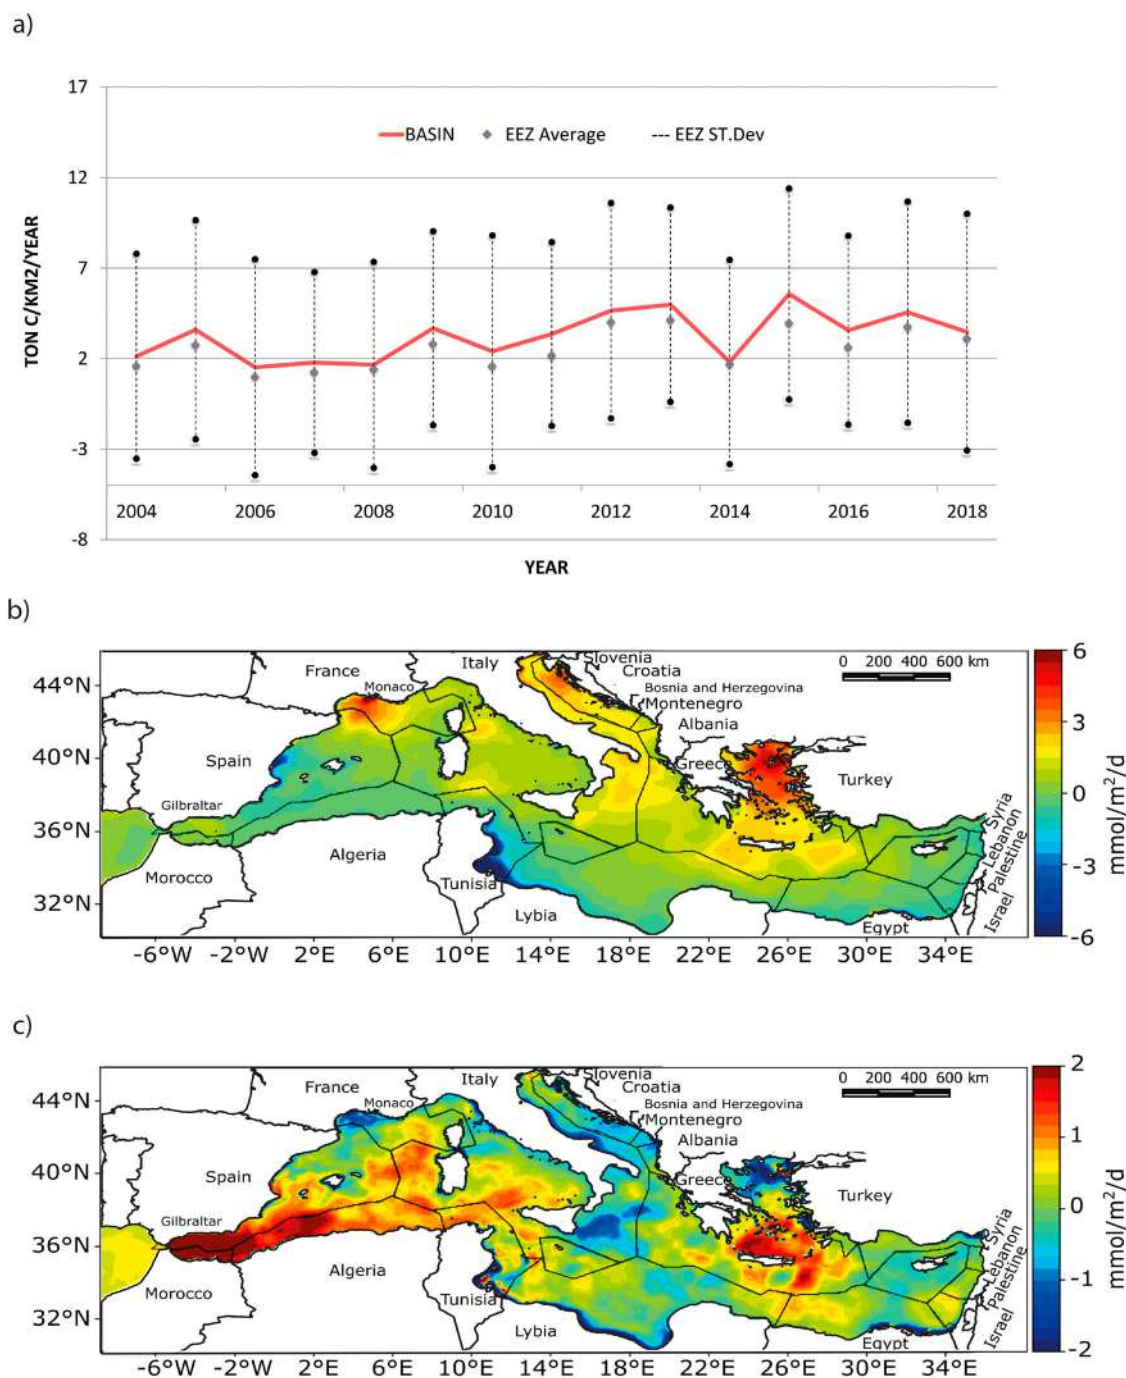 a)
17
BASIN EEZ Average EEZ ST.Dev
12
7
2
-3
-8
TON C/KM2/YEAR
2004 2006 2008 2010 2012 2014 2016 2018
YEAR
b)
44°N
40°N
36°N
32°N
France
Monaco
Italy
Slovenia
Croatia
Bosnia and Herzegovina
Montenegro
Albania
Greece
Turkey
Spain
Gilbraltar
Morocco
Algeria
Tunisia
Lybia
Egypt
Syria
Lebanon
Palestine
Israel
0 200 400 600 km
-6°W -2°W 2°E 6°E 10°E 14°E 18°E 22°E 26°E 30°E 34°E
6
3
0
-3
-6
mmol/m²/d
c)
44°N
40°N
36°N
32°N
France
Monaco
Italy
Slovenia
Croatia
Bosnia and Herzegovina
Montenegro
Albania
Greece
Turkey
Spain
Gilbraltar
Morocco
Algeria
Tunisia
Lybia
Egypt
Syria
Lebanon
Palestine
Israel
0 200 400 600 km
-6°W -2°W 2°E 6°E 10°E 14°E 18°E 22°E 26°E 30°E 34°E
2
1
0
-1
-2
mmol/m²/d